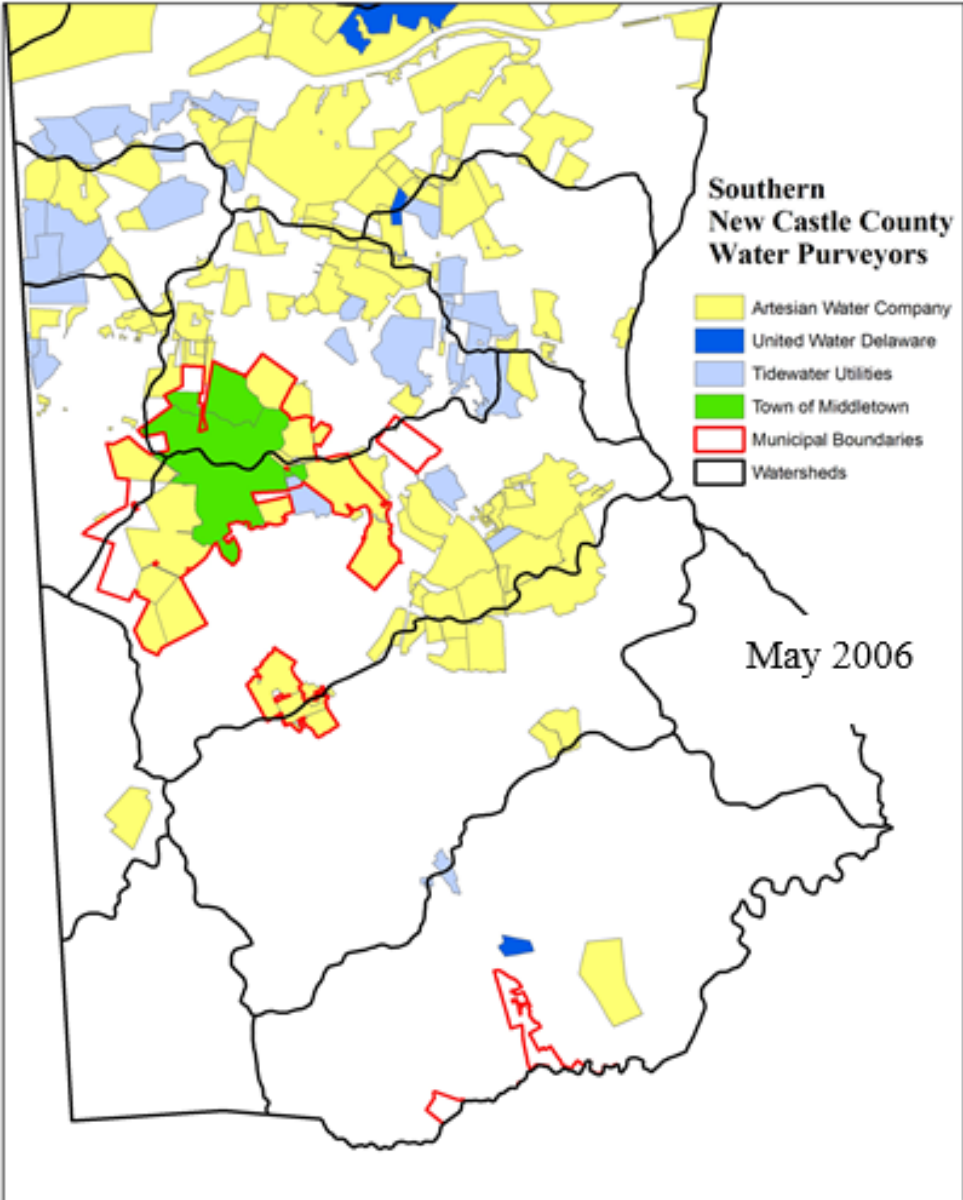 Southern
New Castle County
Water Purveyors
Artesian Water Company
United Water Delaware
Tidewater Utilities
Town of Middletown
Municipal Boundaries
Watersheds
May 2006